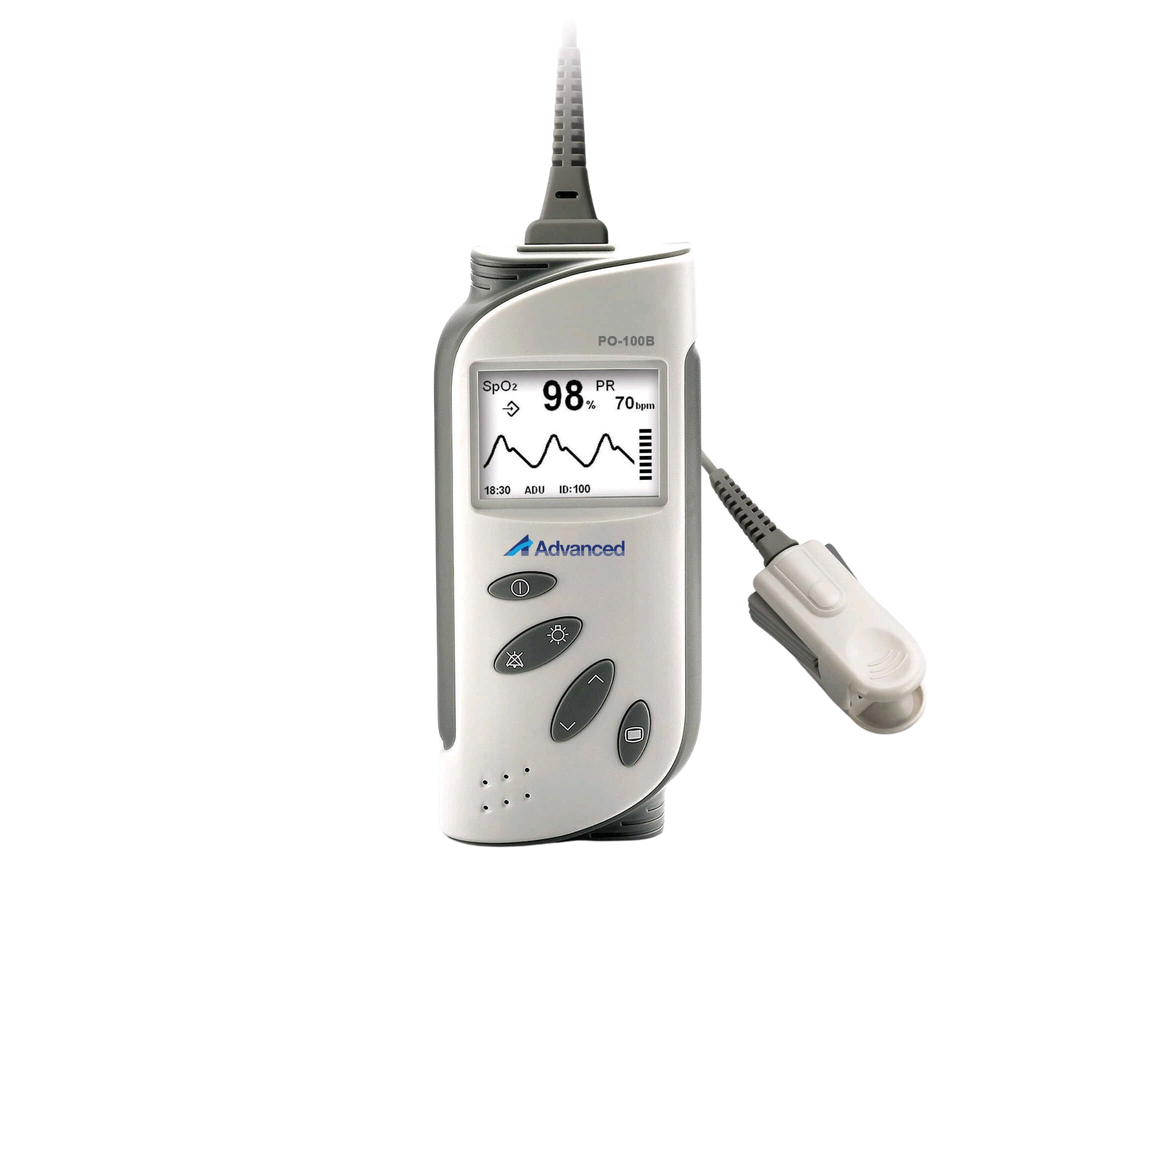 PO-100B
SpO2 98% PR
70bpm
18:30 ADU ID:100
Advanced